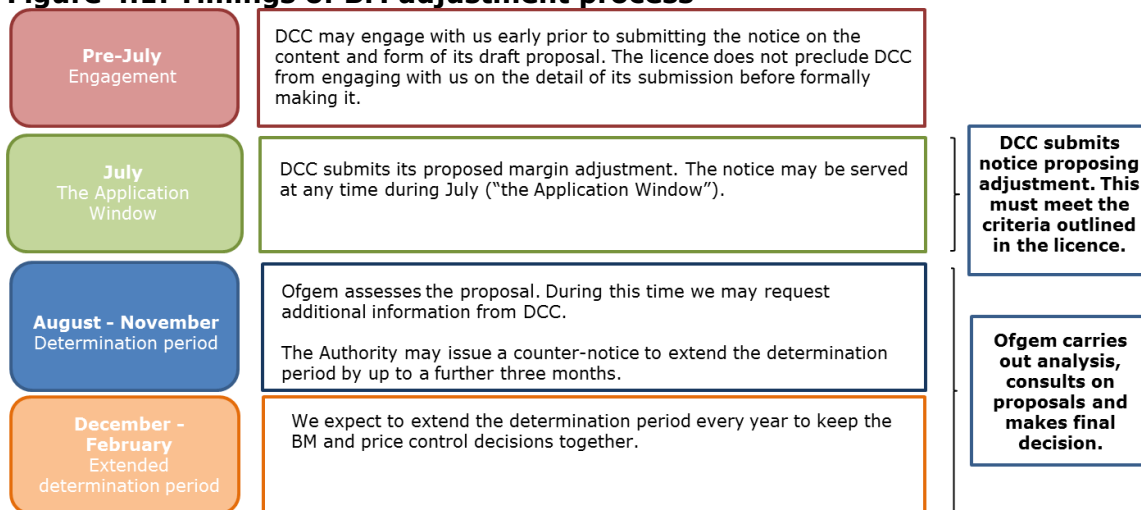 Pre-July
Engagement
DCC may engage with us early prior to submitting the notice on the
content and form of its draft proposal. The licence does not preclude DCC
from engaging with us on the detail of its submission before formally
making it.
July
The Application
Window
DCC submits its proposed margin adjustment. The notice may be served
at any time during July (“the Application Window”).
DCC submits
notice proposing
adjustment. This
must meet the
criteria outlined
in the licence.
August - November
Determination period
Ofgem assesses the proposal. During this time we may request
additional information from DCC.
The Authority may issue a counter-notice to extend the determination
period by up to a further three months.
Ofgem carries
out analysis,
consults on
proposals and
makes final
decision.
December -
February
Extended
determination period
We expect to extend the determination period every year to keep the
BM and price control decisions together.